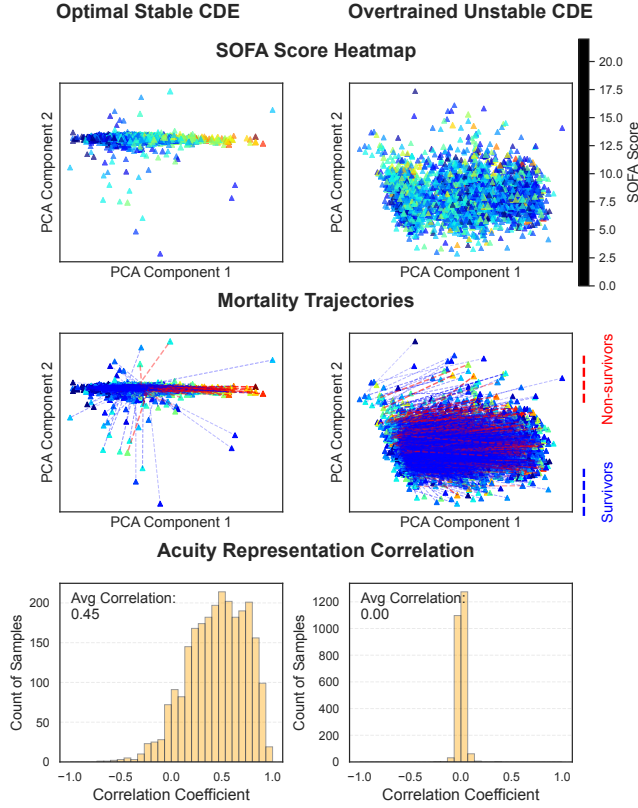 Optimal Stable CDE
Overtrained Unstable CDE
SOFA Score Heatmap
PCA Component 2
PCA Component 1
PCA Component 2
PCA Component 1
20.0
17.5
15.0
12.5
10.0
7.5
5.0
2.5
0.0
SOFA Score
Mortality Trajectories
PCA Component 2
PCA Component 1
PCA Component 2
PCA Component 1
Non-survivors
Survivors
Acuity Representation Correlation
Avg Correlation:
0.45
Count of Samples
200
150
100
50
0
−1.0 −0.5 0.0 0.5 1.0
Correlation Coefficient
Avg Correlation:
0.00
Count of Samples
1200
1000
800
600
400
200
0
−1.0 −0.5 0.0 0.5 1.0
Correlation Coefficient